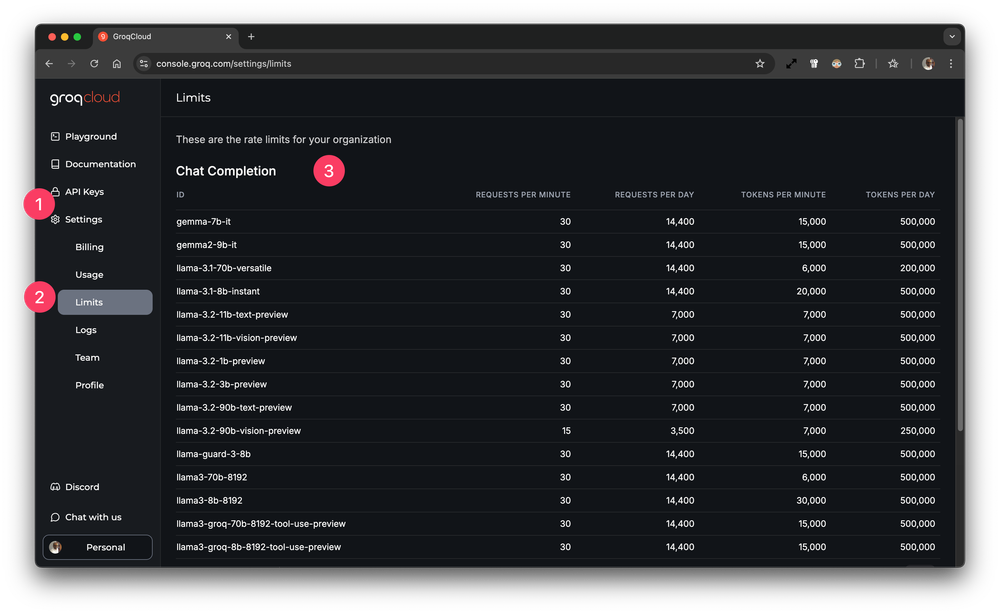 GroqCloud
console.groq.com/settings/limits
groqcloud
Limits
Playground
Documentation
1
API Keys
Settings
Billing
Usage
2
Limits
Logs
Team
Profile
Discord
Chat with us
Personal
These are the rate limits for your organization
Chat Completion 3
ID REQUESTS PER MINUTE REQUESTS PER DAY TOKENS PER MINUTE TOKENS PER DAY
gemma-7b-it 30 14,400 15,000 500,000
gemma2-9b-it 30 14,400 15,000 500,000
llama-3.1-70b-versatile 30 14,400 6,000 200,000
llama-3.1-8b-instant 30 14,400 20,000 500,000
llama-3.2-11b-text-preview 30 7,000 7,000 500,000
llama-3.2-11b-vision-preview 30 7,000 7,000 500,000
llama-3.2-1b-preview 30 7,000 7,000 500,000
llama-3.2-3b-preview 30 7,000 7,000 500,000
llama-3.2-90b-text-preview 30 7,000 7,000 500,000
llama-3.2-90b-vision-preview 15 3,500 7,000 250,000
llama-guard-3-8b 30 14,400 15,000 500,000
llama3-70b-8192 30 14,400 6,000 500,000
llama3-8b-8192 30 14,400 30,000 500,000
llama3-groq-70b-8192-tool-use-preview 30 14,400 15,000 500,000
llama3-groq-8b-8192-tool-use-preview 30 14,400 15,000 500,000